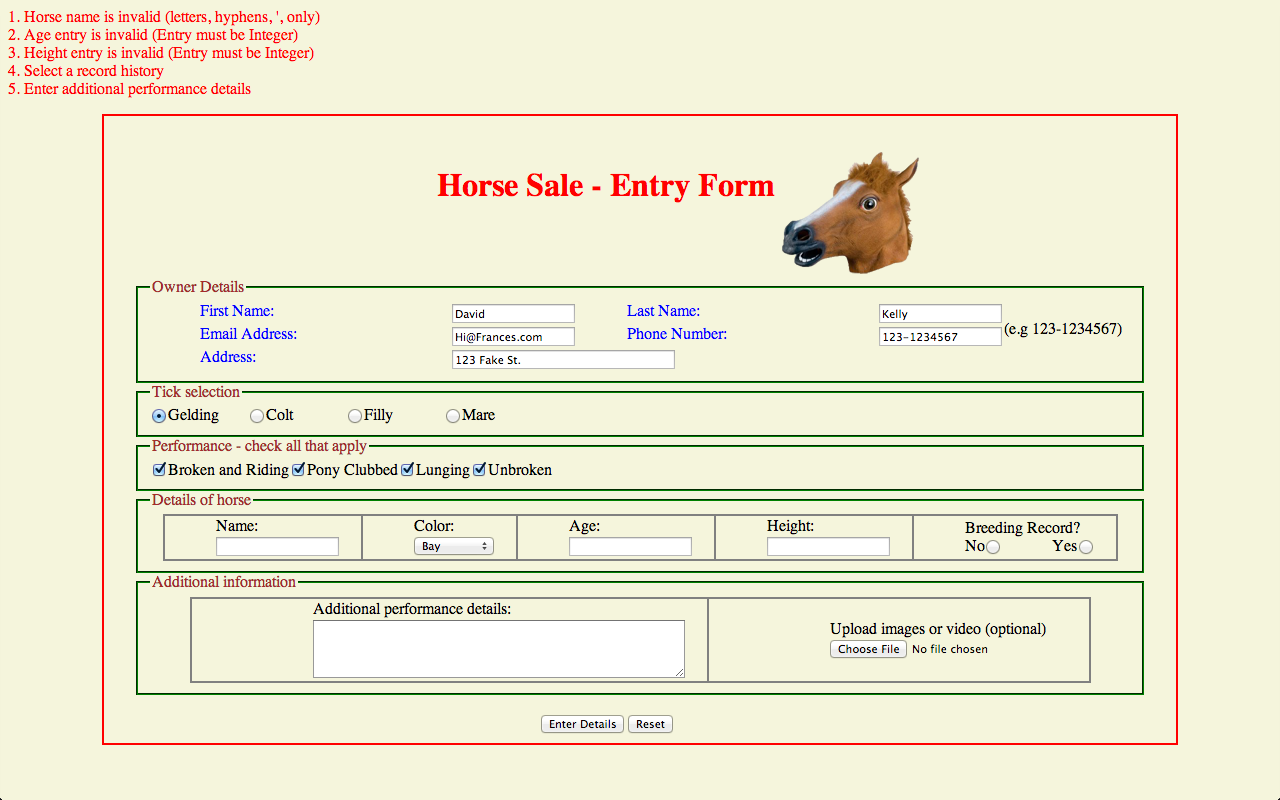 1. Horse name is invalid (letters, hyphens, ', only)
2. Age entry is invalid (Entry must be Integer)
3. Height entry is invalid (Entry must be Integer)
4. Select a record history
5. Enter additional performance details
Horse Sale - Entry Form
Owner Details
First Name: David Last Name: Kelly
Email Address: Hi@Frances.com Phone Number: 123-1234567 (e.g 123-1234567)
Address: 123 Fake St.
Tick selection
Gelding Colt Filly Mare
Performance - check all that apply
Broken and Riding Pony Clubbed Lunging Unbroken
Details of horse
Name: Color: Age: Height: Breeding Record?
Bay No Yes
Additional information
Additional performance details:
Upload images or video (optional)
Choose File No file chosen
Enter Details Reset